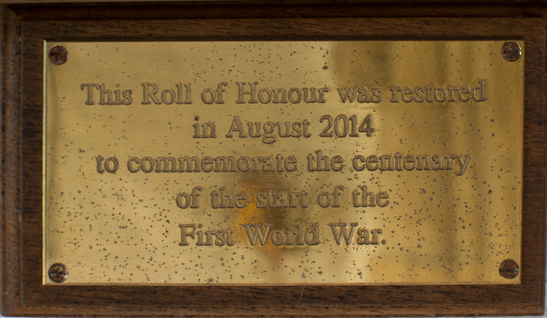 This Roll of Honour was restored
in August 2014
to commemorate the centenary
of the start of the
First World War.